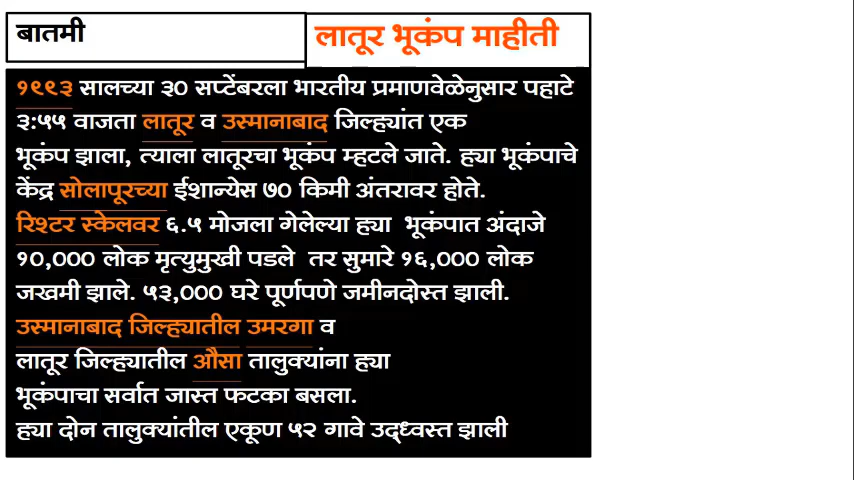 बातमी
लातूर भूकंप माहीती
१९९३ सालच्या ३० सप्टेंबरला भारतीय प्रमाणवेळेनुसार पहाटे
३:५५ वाजता लातूर व उस्मानाबाद जिल्ह्यांत एक
भूकंप झाला, त्याला लातूरचा भूकंप म्हटले जाते. ह्या भूकंपाचे
केंद्र सोलापूरच्या ईशान्येस ७० किमी अंतरावर होते.
रिश्टर स्केलवर ६.५ मोजला गेलेल्या ह्या भूकंपात अंदाजे
१०,००० लोक मृत्युमुखी पडले तर सुमारे १६,००० लोक
जखमी झाले. ५३,००० घरे पूर्णपणे जमीनदोस्त झाली.
उस्मानाबाद जिल्ह्यातील उमरगा व
लातूर जिल्ह्यातील औसा तालुक्यांना ह्या
भूकंपाचा सर्वात जास्त फटका बसला.
ह्या दोन तालुक्यांतील एकूण ५२ गावे उद्ध्वस्त झाली